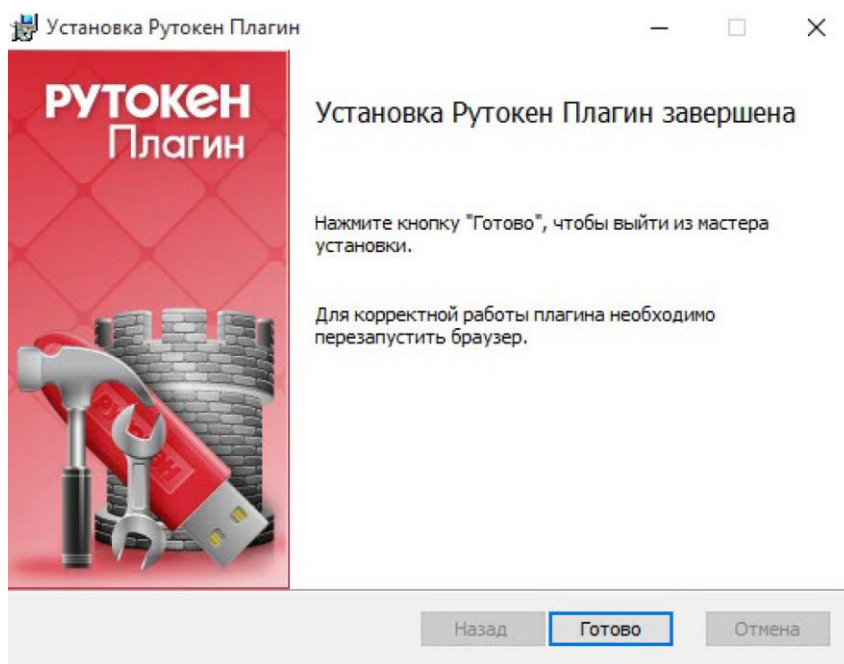 Установка Рутокен Плагин
рутокен
Плагин
Установка Рутокен Плагин завершена
Нажмите кнопку "Готово", чтобы выйти из мастера
установки.
Для корректной работы плагина необходимо
перезапустить браузер.
РУТОКЕН
Назад
Готово
Отмена